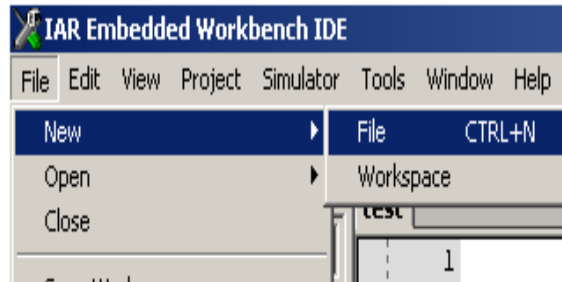 IAR Embedded Workbench IDE
File Edit View Project Simulator Tools Window Help
New File CTRL+N
Open Workspace
Close test
1